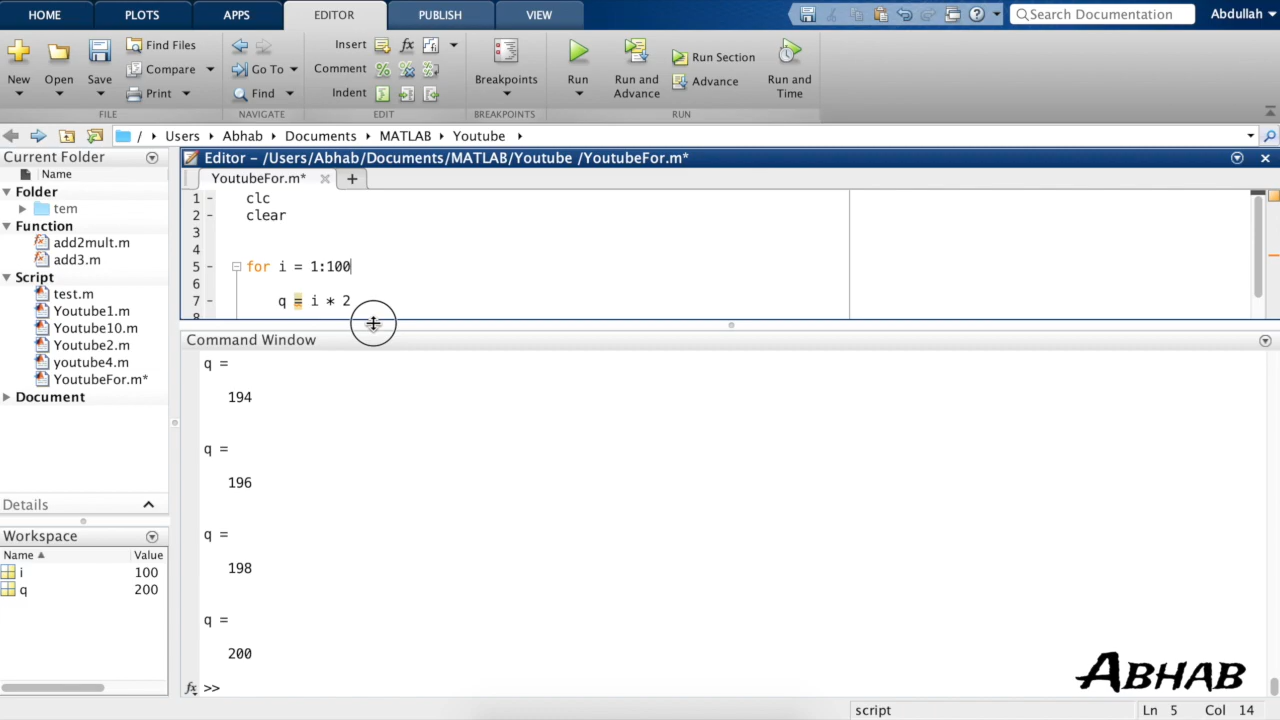 HOME PLOTS APPS EDITOR PUBLISH VIEW Search Documentation Abdullah
New Open Save Find Files Compare Print
Insert fx
Go To Comment %
Find Indent
Breakpoints Run Run and Advance Run Section Advance Run and Time
FILE NAVIGATE EDIT BREAKPOINTS RUN
/ Users Abhab Documents MATLAB Youtube
Current Folder
Name
Folder
tem
Function
add2mult.m
add3.m
Script
test.m
Youtube1.m
Youtube10.m
Youtube2.m
youtube4.m
YoutubeFor.m*
Document
Details
Workspace
Name Value
i 100
q 200
Editor – /Users/Abhab/Documents/MATLAB/Youtube /YoutubeFor.m*
YoutubeFor.m* +
1 - clc
2 - clear
3
4
5 - for i = 1:100
6
7 - q = i * 2
8
Command Window
q =
194
q =
196
q =
198
q =
200
fx >>
ABHAB
script Ln 5 Col 14